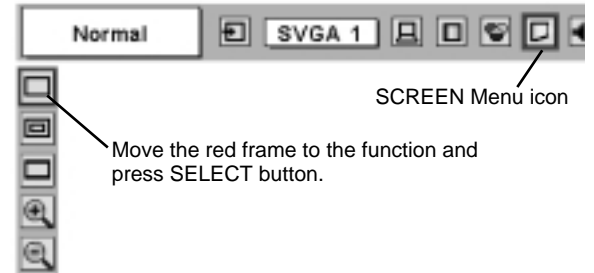 Normal
SVGA 1
SCREEN Menu icon
Move the red frame to the function and
press SELECT button.